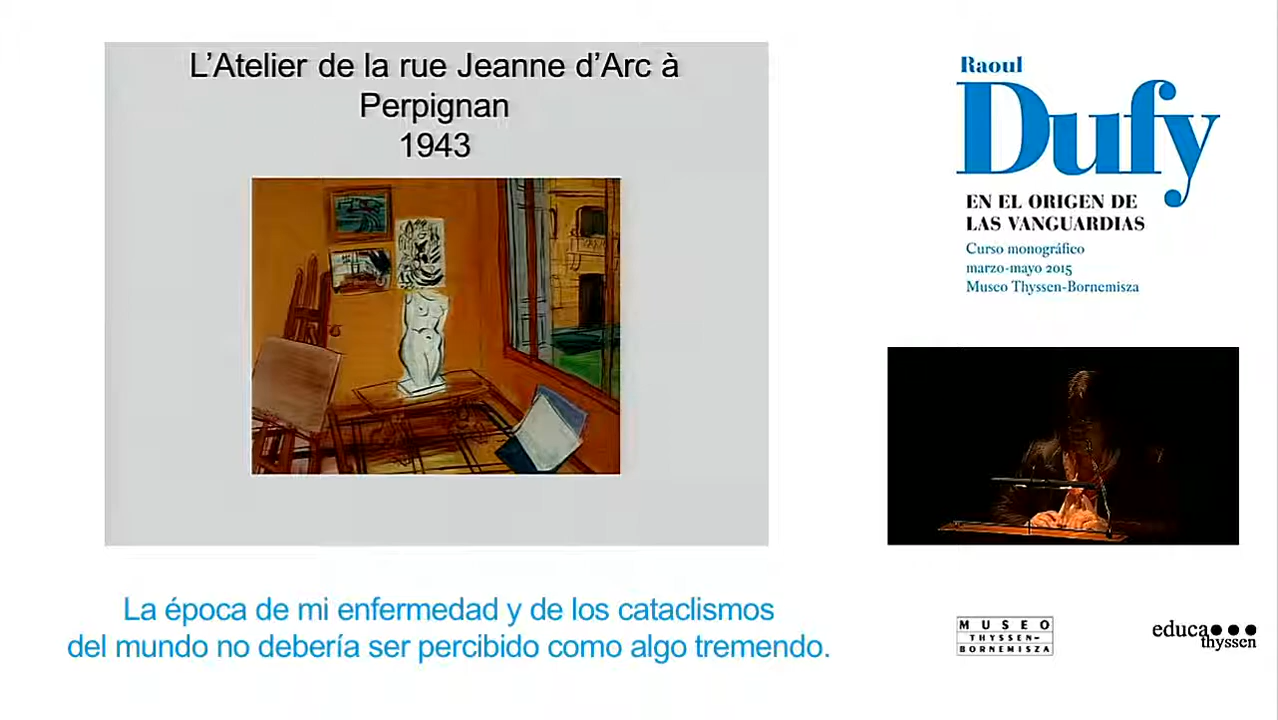 L'Atelier de la rue Jeanne d'Arc à
Perpignan
1943
Raoul
Dufy
EN EL ORIGEN DE
LAS VANGUARDIAS
Curso monográfico
marzo-mayo 2015
Museo Thyssen-Bornemisza
La época de mi enfermedad y de los cataclismos
del mundo no debería ser percibido como algo tremendo.
MUSEO
THYSSEN-
BORNEMISZA
educa
thyssen